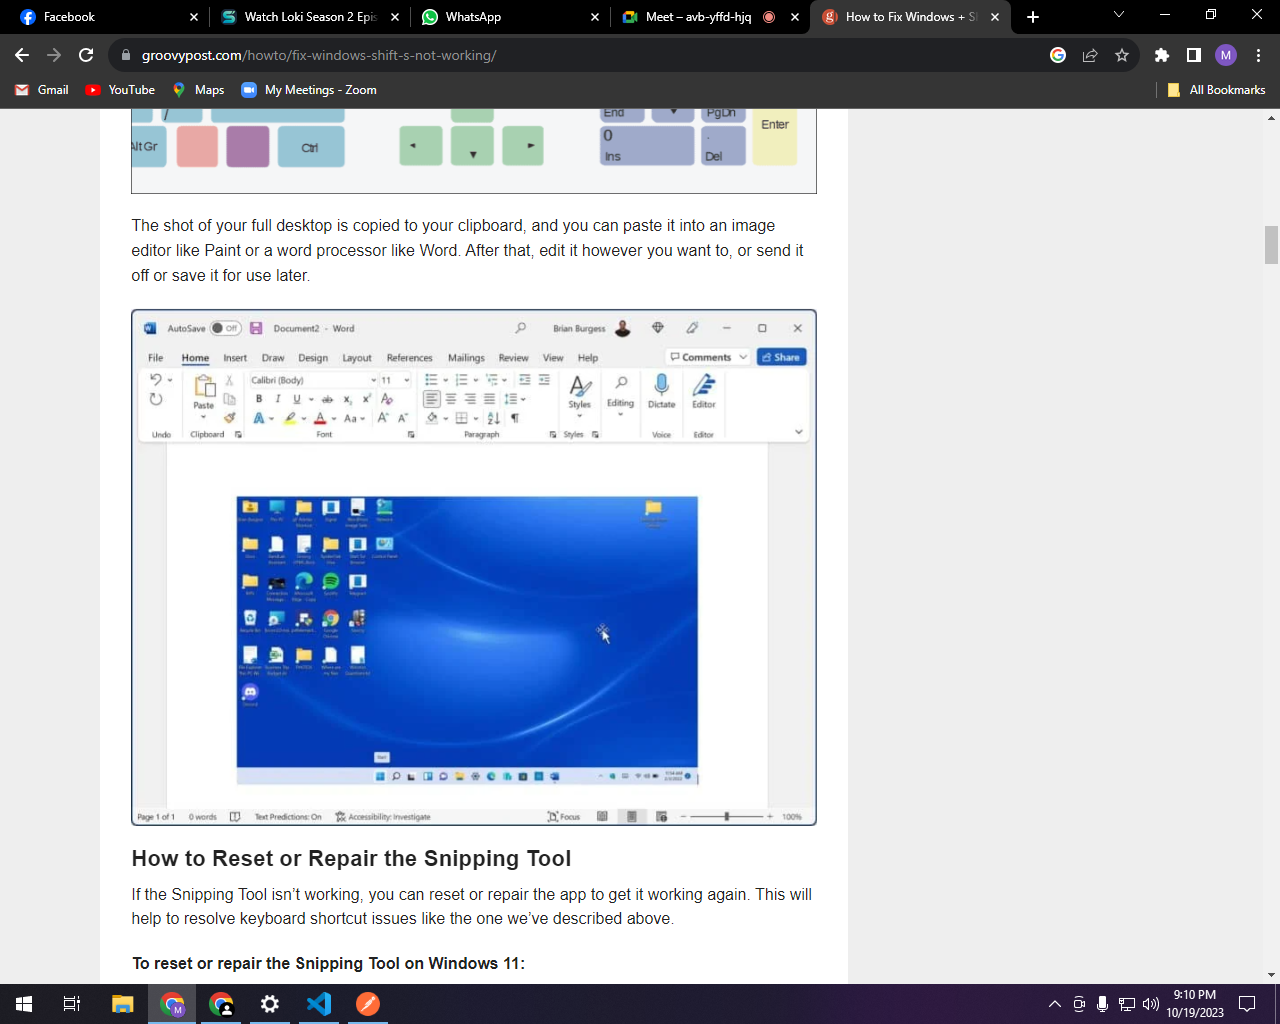 Facebook
Watch Loki Season 2 Epis
WhatsApp
Meet – avb-yffd-hjq
How to Fix Windows + S
groovypost.com/howto/fix-windows-shift-s-not-working/
M
Gmail
YouTube
Maps
My Meetings - Zoom
All Bookmarks
/
End
PgDn
Enter
Alt Gr
Ctrl
0
Ins
.
Del
The shot of your full desktop is copied to your clipboard, and you can paste it into an image
editor like Paint or a word processor like Word. After that, edit it however you want to, or send it
off or save it for use later.
AutoSave Off Document2 - Word Brian Burgess
File Home Insert Draw Design Layout References Mailings Review View Help Comments Share
Calibri (Body) 11
Paste Styles Editing Dictate Editor
Undo Clipboard Font Paragraph Styles Voice Editor
Page 1 of 1 0 words Text Predictions: On Accessibility: Investigate Focus 100%
How to Reset or Repair the Snipping Tool
If the Snipping Tool isn’t working, you can reset or repair the app to get it working again. This will
help to resolve keyboard shortcut issues like the one we’ve described above.
To reset or repair the Snipping Tool on Windows 11:
9:10 PM
10/19/2023